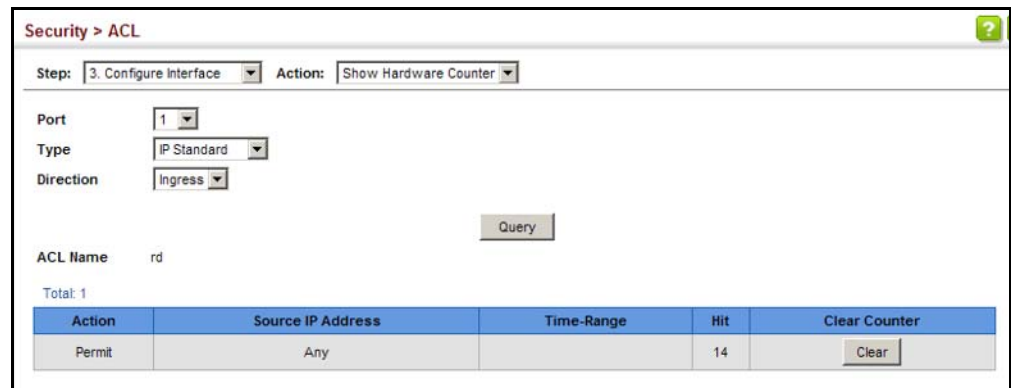 Security > ACL
?
Step: 3. Configure Interface Action: Show Hardware Counter
Port 1
Type IP Standard
Direction Ingress
Query
ACL Name rd
Total: 1
Action Source IP Address Time-Range Hit Clear Counter
Permit Any 14 Clear